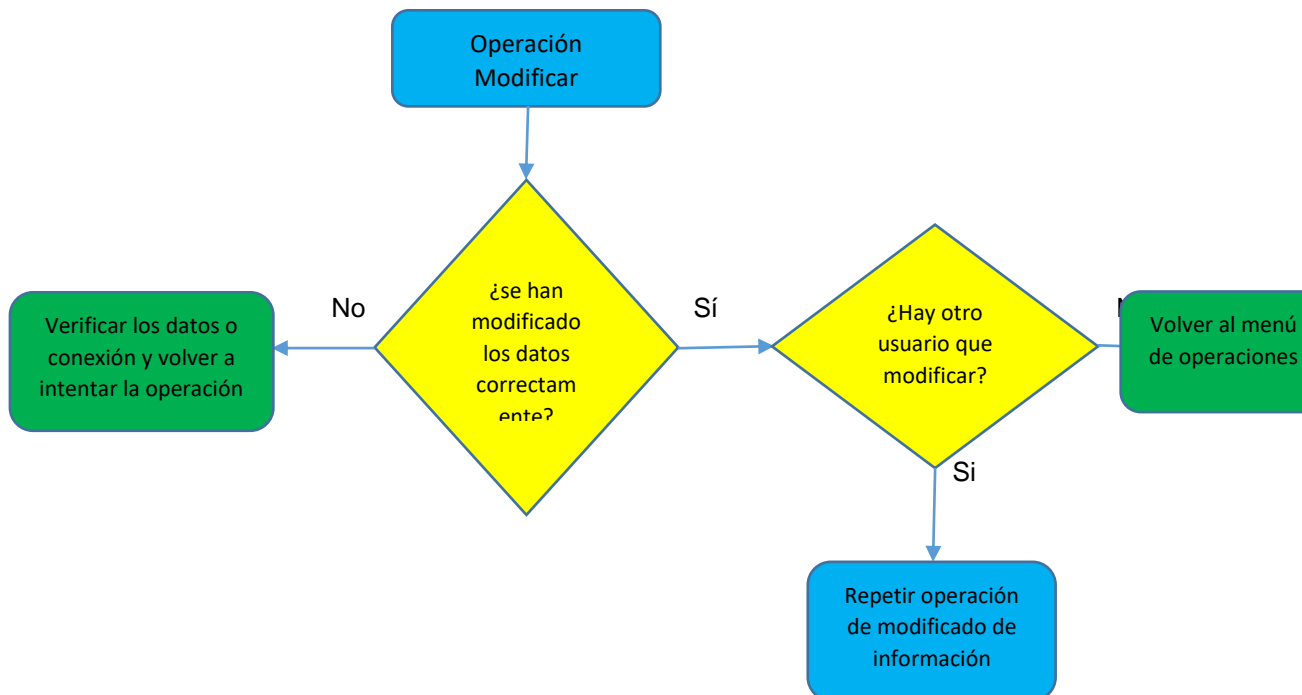 Operación
Modificar
No
¿se han
modificado
los datos
correctam
ente?
Sí
Verificar los datos o
conexión y volver a
intentar la operación
¿Hay otro
usuario que
modificar?
Volver al menú
de operaciones
Si
Repetir operación
de modificado de
información